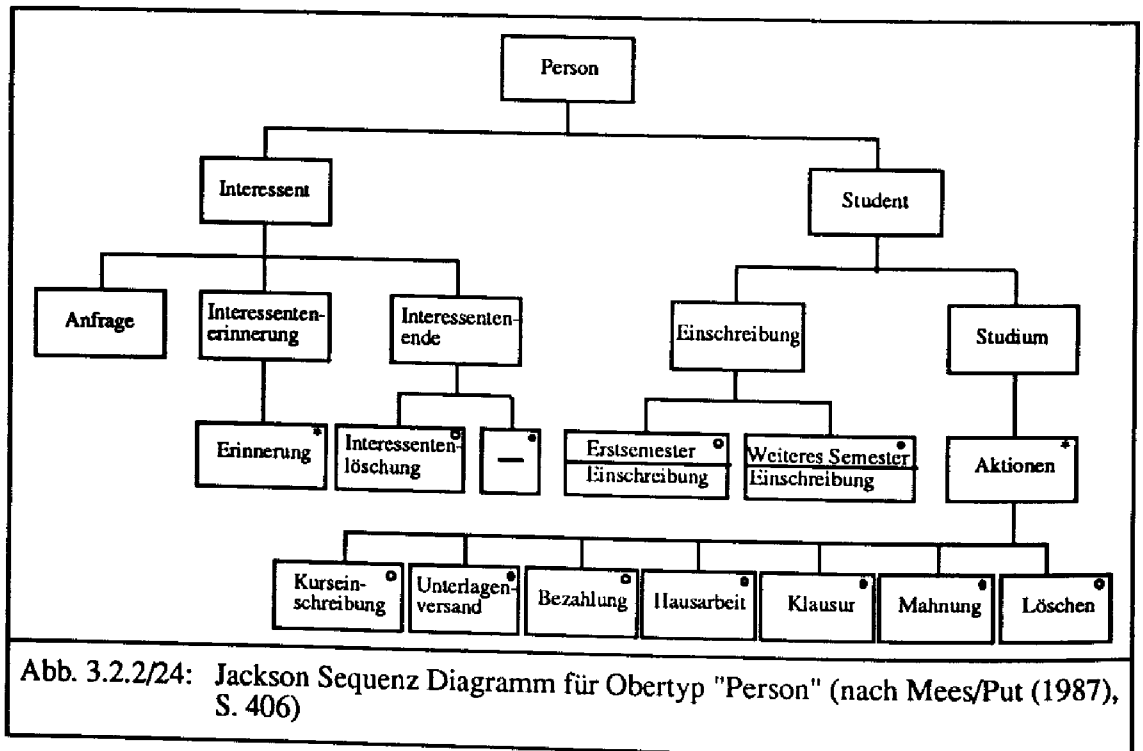 Person
Interessent
Student
Anfrage
Interessenten-
erinnerung
Interessenten-
ende
Einschreibung
Studium
Erinnerung *
Interessenten-
löschung
—
Erstsemester
Einschreibung
Weiteres Semester
Einschreibung
Aktionen *
Kursein-
schreibung
Unterlagen-
versand
Bezahlung
Hausarbeit
Klausur
Mahnung
Löschen
Abb. 3.2.2/24: Jackson Sequenz Diagramm für Obertyp "Person" (nach Mees/Put (1987),
S. 406)